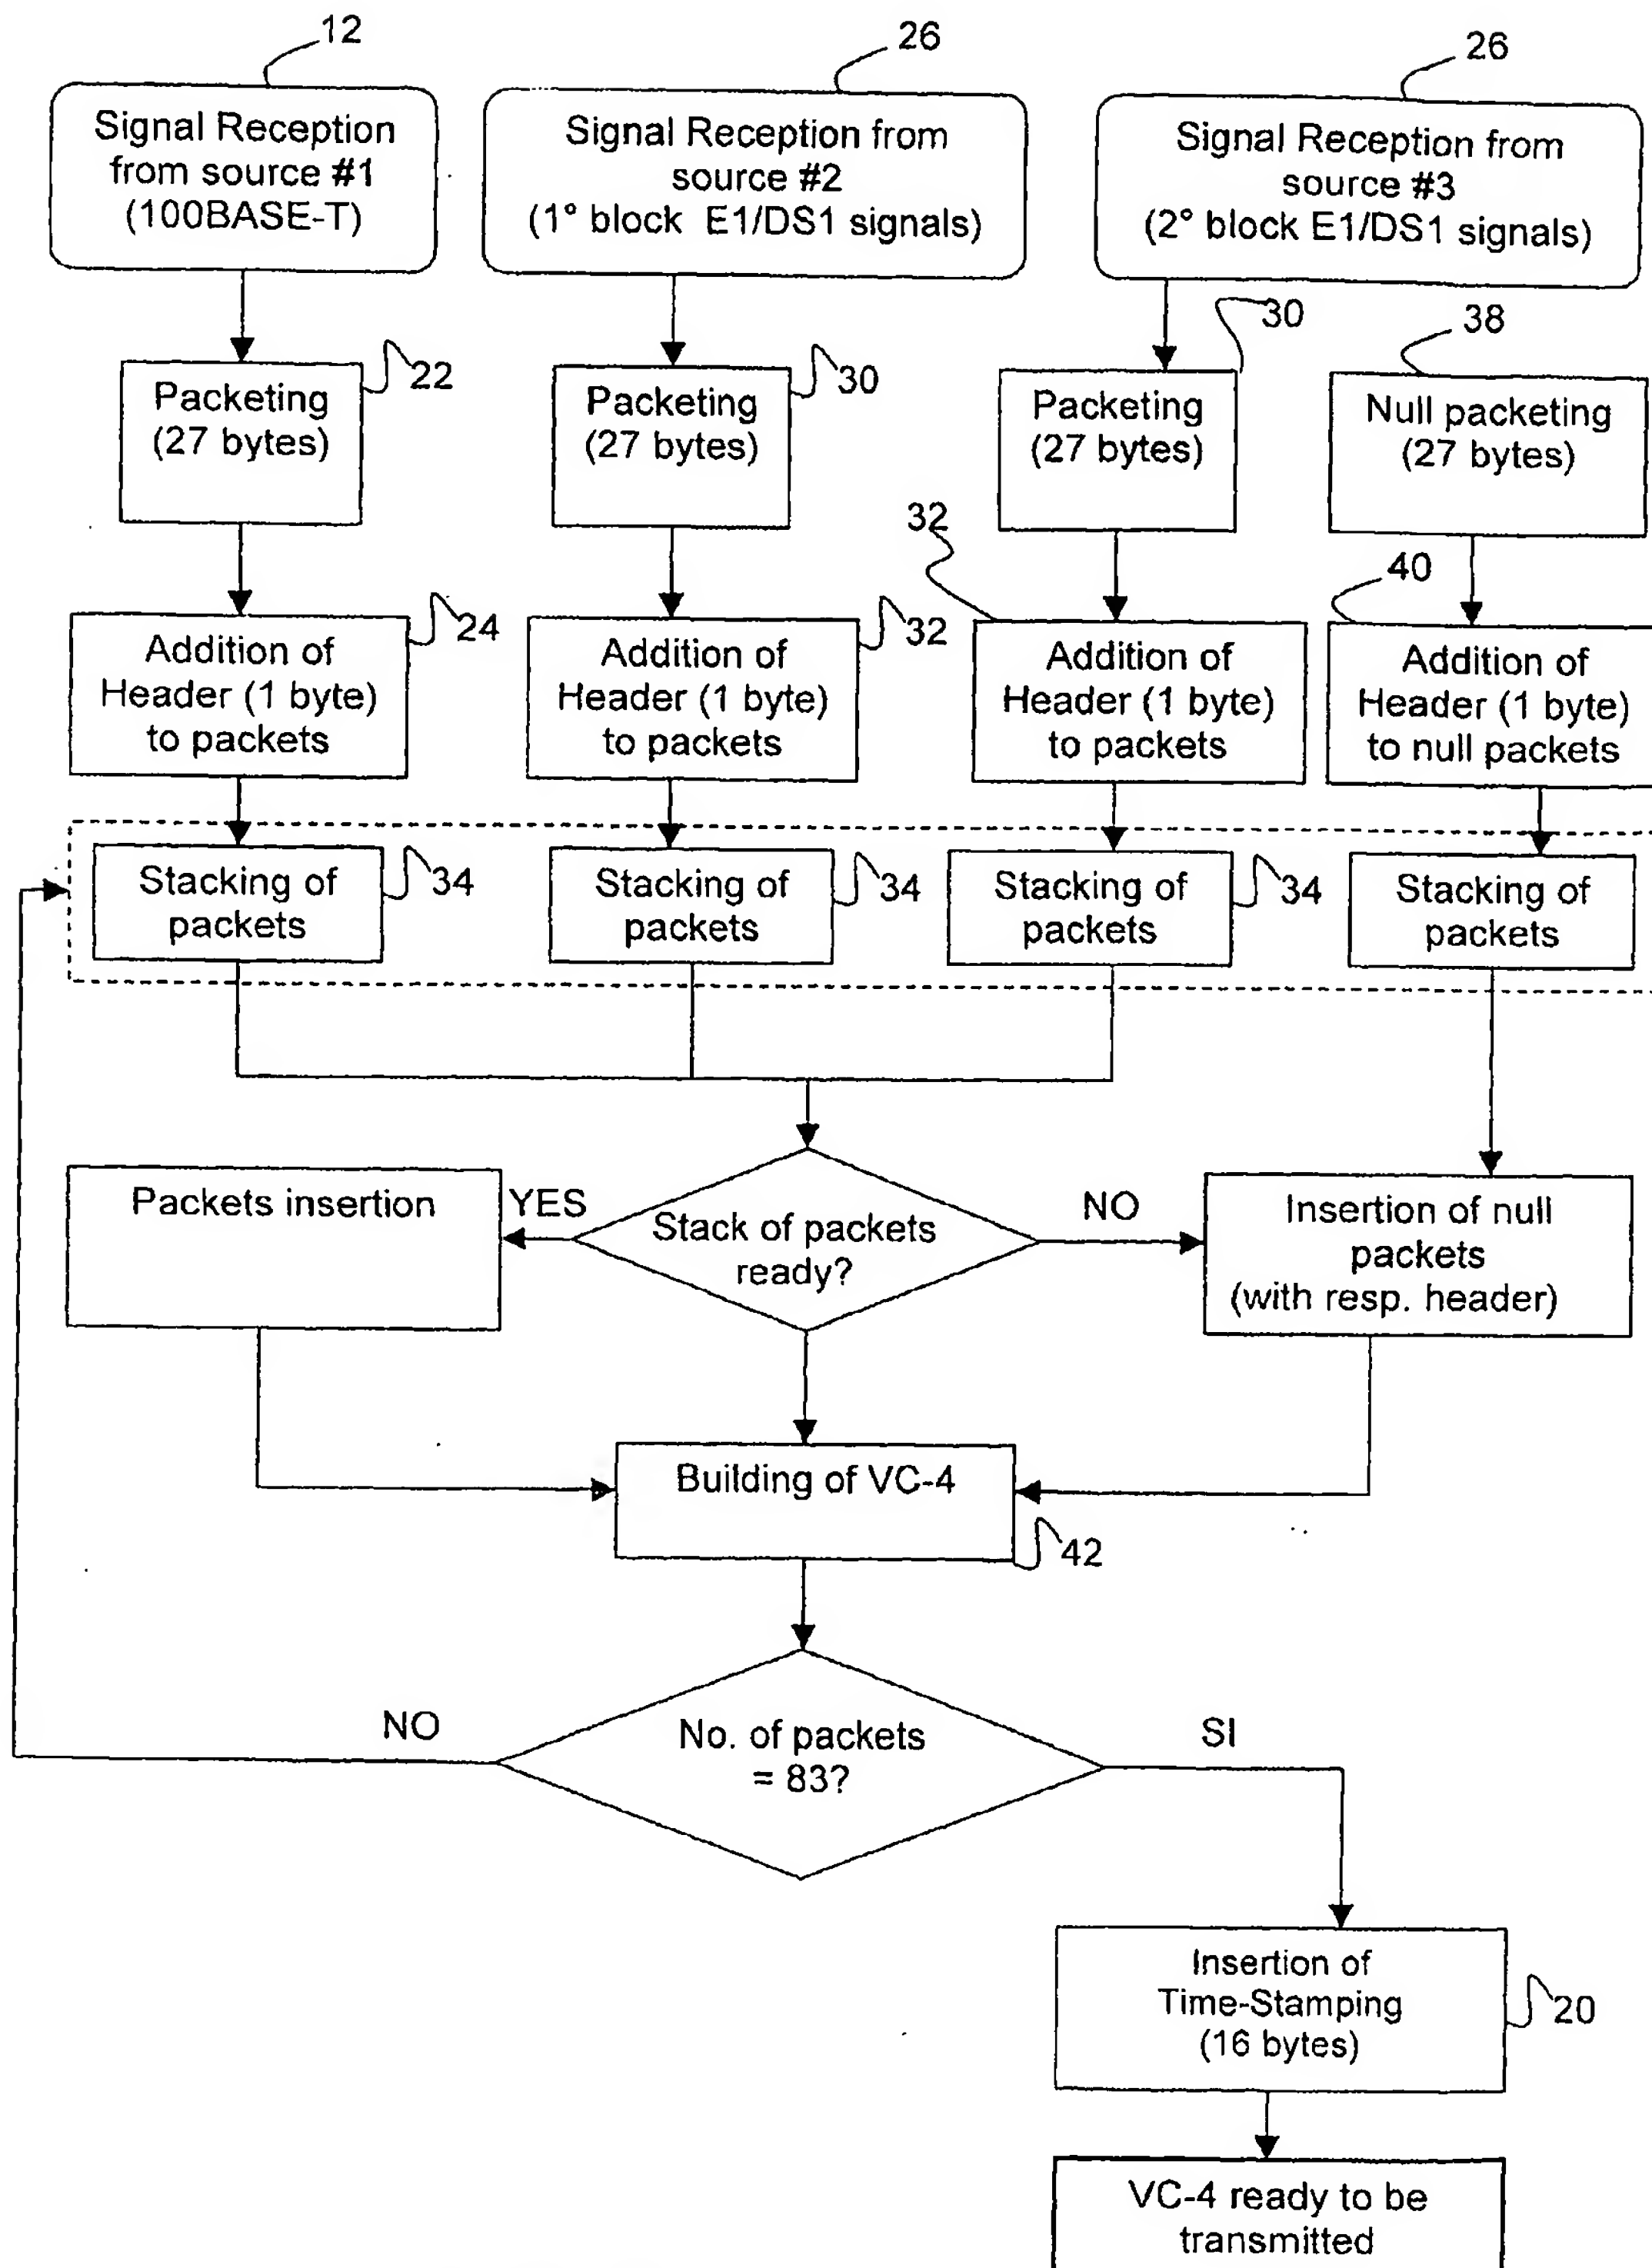 12
26
26
Signal Reception
from source #1
(100BASE-T)
Signal Reception from
source #2
(1° block E1/DS1 signals)
Signal Reception from
source #3
(2° block E1/DS1 signals)
22
30
30
38
Packeting
(27 bytes)
Packeting
(27 bytes)
Packeting
(27 bytes)
Null packeting
(27 bytes)
24
32
32
40
Addition of
Header (1 byte)
to packets
Addition of
Header (1 byte)
to packets
Addition of
Header (1 byte)
to packets
Addition of
Header (1 byte)
to null packets
Stacking of
packets
34
Stacking of
packets
34
Stacking of
packets
34
Stacking of
packets
Packets insertion
YES
Stack of packets
ready?
NO
Insertion of null
packets
(with resp. header)
Building of VC-4
42
NO
No. of packets
= 83?
SI
Insertion of
Time-Stamping
(16 bytes)
20
VC-4 ready to be
transmitted